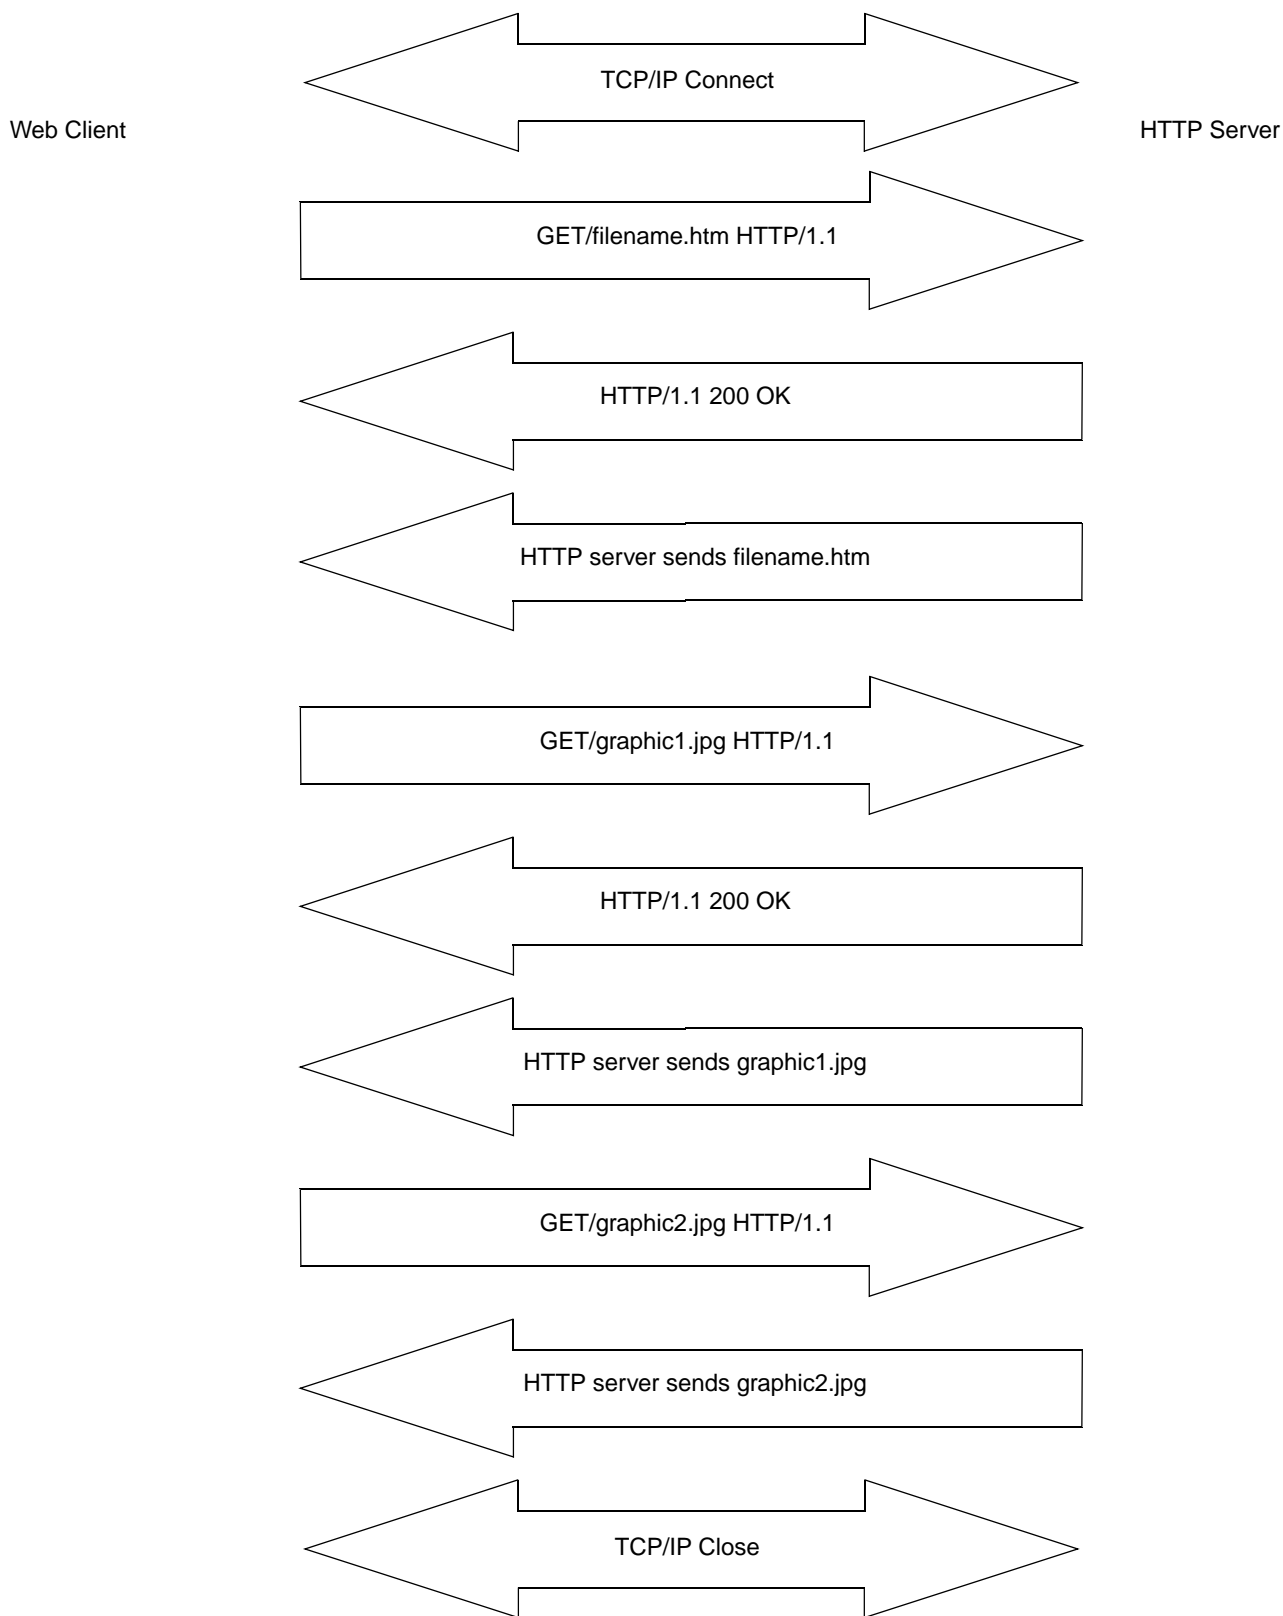 TCP/IP Connect
Web Client
HTTP Server
GET/filename.htm HTTP/1.1
HTTP/1.1 200 OK
HTTP server sends filename.htm
GET/graphic1.jpg HTTP/1.1
HTTP/1.1 200 OK
HTTP server sends graphic1.jpg
GET/graphic2.jpg HTTP/1.1
HTTP server sends graphic2.jpg
TCP/IP Close